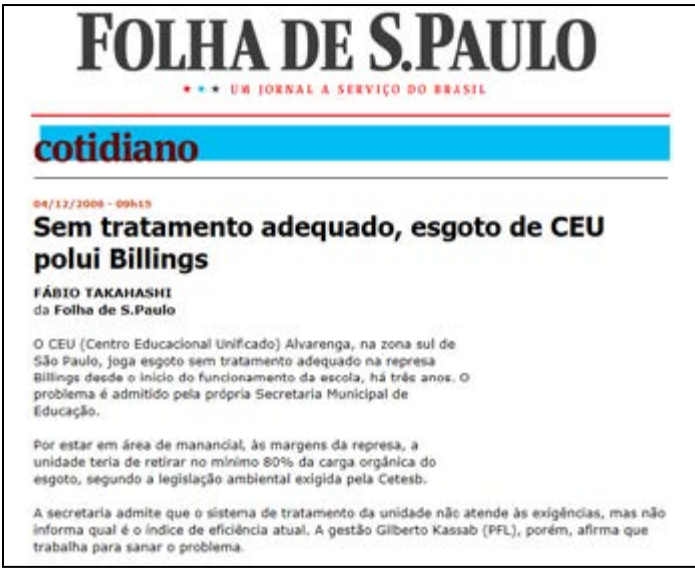 FOLHA DE S.PAULO
★ ★ ★ UM JORNAL A SERVIÇO DO BRASIL
cotidiano
04/12/2006 - 09h15
Sem tratamento adequado, esgoto de CEU
polui Billings
FÁBIO TAKAHASHI
da Folha de S.Paulo
O CEU (Centro Educacional Unificado) Alvarenga, na zona sul de
São Paulo, joga esgoto sem tratamento adequado na represa
Billings desde o início do funcionamento da escola, há três anos. O
problema é admitido pela própria Secretaria Municipal de
Educação.
Por estar em área de manancial, às margens da represa, a
unidade teria de retirar no mínimo 80% da carga orgânica do
esgoto, segundo a legislação ambiental exigida pela Cetesb.
A secretaria admite que o sistema de tratamento da unidade não atende às exigências, mas não
informa qual é o índice de eficiência atual. A gestão Gilberto Kassab (PFL), porém, afirma que
trabalha para sanar o problema.